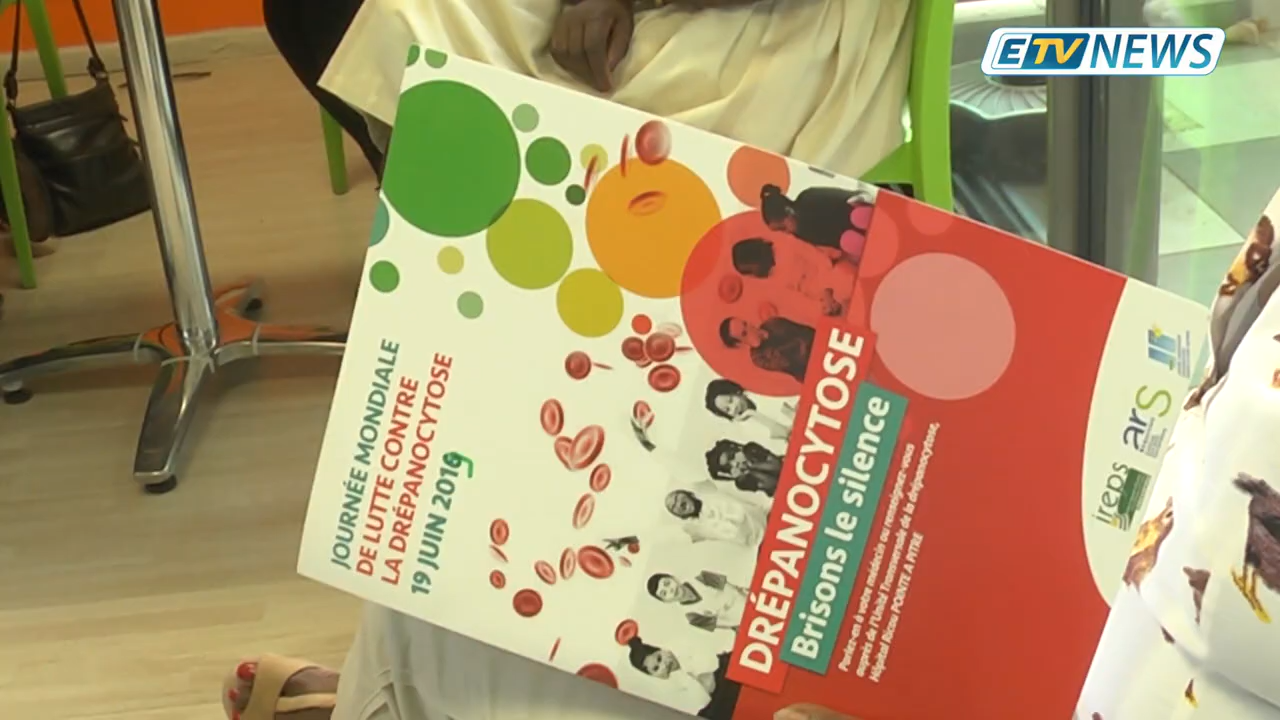 ETV NEWS
JOURNÉE MONDIALE
DE LUTTE CONTRE
LA DRÉPANOCYTOSE
19 JUIN 2019
DRÉPANOCYTOSE
Brisons le silence
Parlez-en à votre médecin ou renseignez-vous
auprès de l'Unité Transversale de la drépanocytose,
Hôpital Ricou POINTE A PITRE
ireps
arS